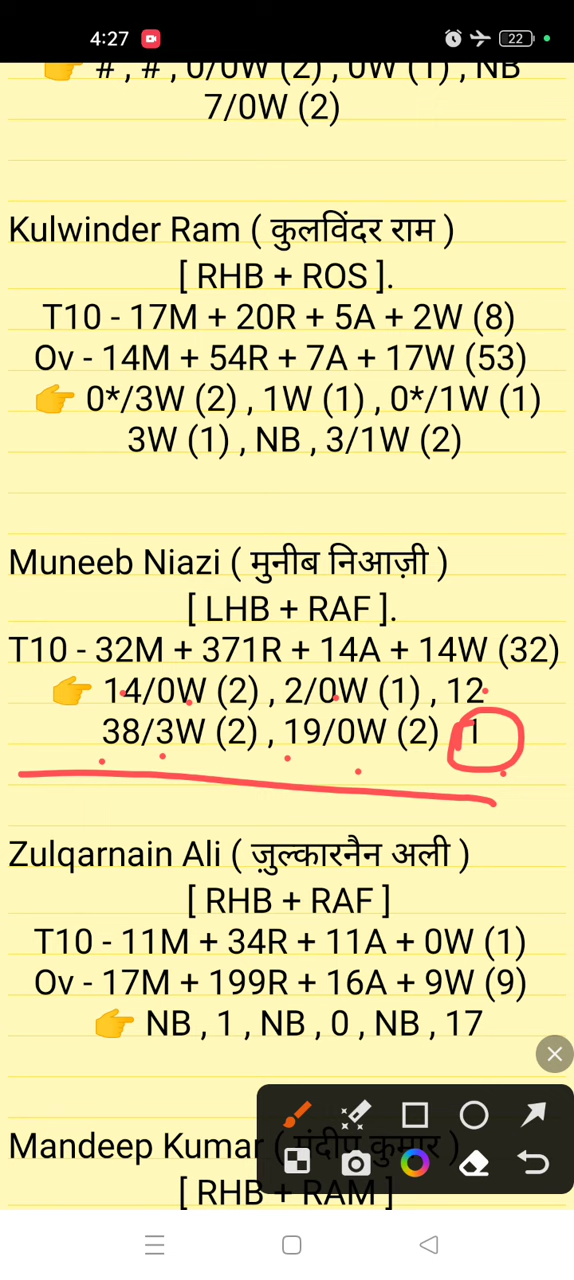 4:27
22
👉 # , # , 0/0W (2) , 0W (1) , NB
7/0W (2)
Kulwinder Ram ( कुलविंदर राम )
[ RHB + ROS ].
T10 - 17M + 20R + 5A + 2W (8)
Ov - 14M + 54R + 7A + 17W (53)
👉 0*/3W (2) , 1W (1) , 0*/1W (1)
3W (1) , NB , 3/1W (2)
Muneeb Niazi ( मुनीब निआज़ी )
[ LHB + RAF ].
T10 - 32M + 371R + 14A + 14W (32)
👉 14/0W (2) , 2/0W (1) , 12
38/3W (2) , 19/0W (2) 1
Zulqarnain Ali ( ज़ुल्कारनैन अली )
[ RHB + RAF ]
T10 - 11M + 34R + 11A + 0W (1)
Ov - 17M + 199R + 16A + 9W (9)
👉 NB , 1 , NB , 0 , NB , 17
Mandeep Kumar ( मंदीप कुमार )
[ RHB + RAM ]